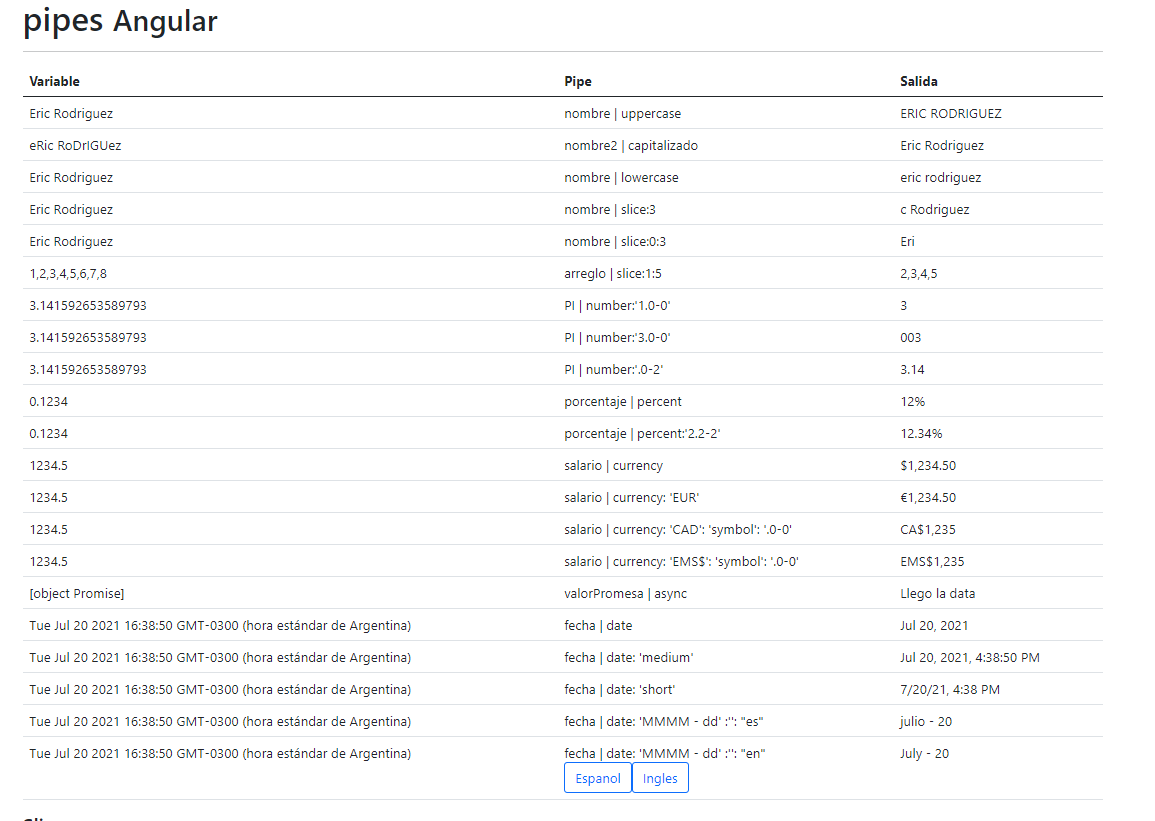 pipes Angular
Variable Pipe Salida
Eric Rodriguez nombre | uppercase ERIC RODRIGUEZ
eRic RoDrIGUez nombre2 | capitalizado Eric Rodriguez
Eric Rodriguez nombre | lowercase eric rodriguez
Eric Rodriguez nombre | slice:3 c Rodriguez
Eric Rodriguez nombre | slice:0:3 Eri
1,2,3,4,5,6,7,8 arreglo | slice:1:5 2,3,4,5
3.141592653589793 PI | number:'1.0-0' 3
3.141592653589793 PI | number:'3.0-0' 003
3.141592653589793 PI | number:'.0-2' 3.14
0.1234 porcentaje | percent 12%
0.1234 porcentaje | percent:'2.2-2' 12.34%
1234.5 salario | currency $1,234.50
1234.5 salario | currency: 'EUR' €1,234.50
1234.5 salario | currency: 'CAD': 'symbol': '.0-0' CA$1,235
1234.5 salario | currency: 'EMS$': 'symbol': '.0-0' EMS$1,235
[object Promise] valorPromesa | async Llego la data
Tue Jul 20 2021 16:38:50 GMT-0300 (hora estándar de Argentina) fecha | date Jul 20, 2021
Tue Jul 20 2021 16:38:50 GMT-0300 (hora estándar de Argentina) fecha | date: 'medium' Jul 20, 2021, 4:38:50 PM
Tue Jul 20 2021 16:38:50 GMT-0300 (hora estándar de Argentina) fecha | date: 'short' 7/20/21, 4:38 PM
Tue Jul 20 2021 16:38:50 GMT-0300 (hora estándar de Argentina) fecha | date: 'MMMM - dd' :'': "es" julio - 20
Tue Jul 20 2021 16:38:50 GMT-0300 (hora estándar de Argentina) fecha | date: 'MMMM - dd' :'': "en" July - 20
Espanol Ingles